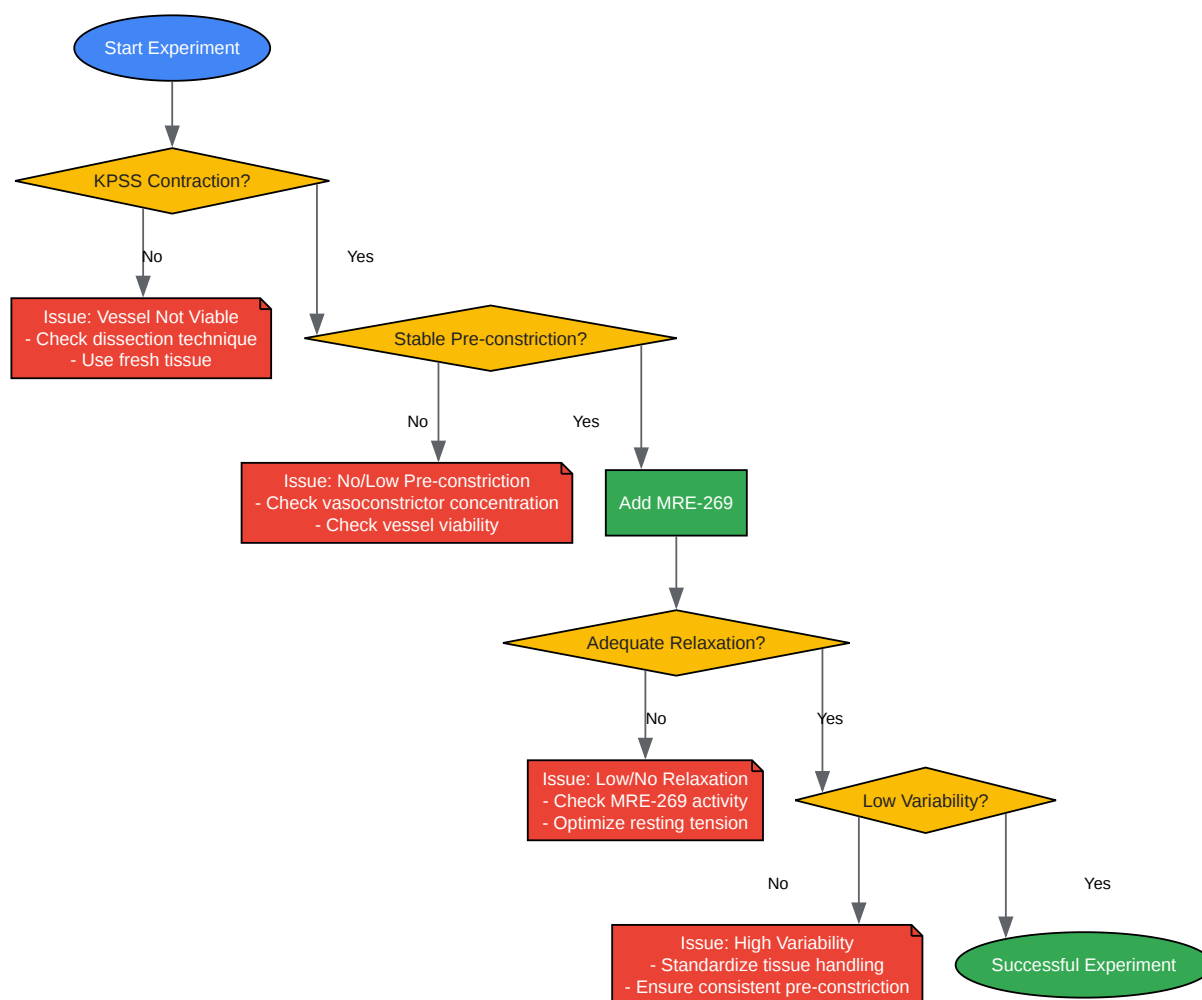 Start Experiment
KPSS Contraction?
No
Yes
Issue: Vessel Not Viable
- Check dissection technique
- Use fresh tissue
Stable Pre-constriction?
No
Yes
Issue: No/Low Pre-constriction
- Check vasoconstrictor concentration
- Check vessel viability
Add MRE-269
Adequate Relaxation?
No
Yes
Issue: Low/No Relaxation
- Check MRE-269 activity
- Optimize resting tension
Low Variability?
No
Yes
Issue: High Variability
- Standardize tissue handling
- Ensure consistent pre-constriction
Successful Experiment